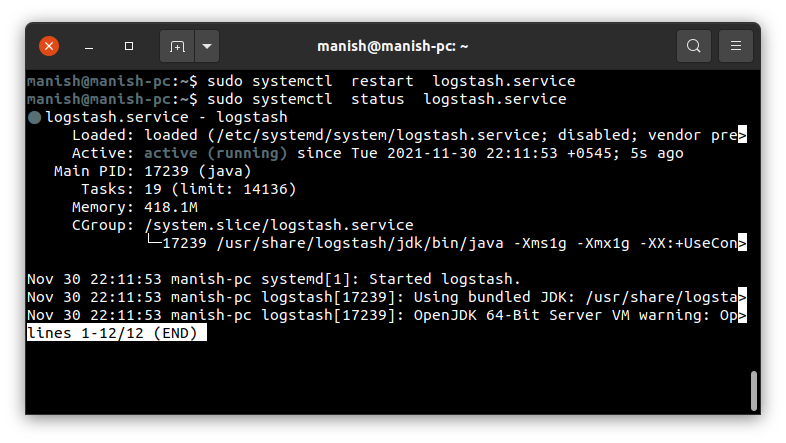 manish@manish-pc: ~
manish@manish-pc:~$ sudo systemctl  restart  logstash.service
manish@manish-pc:~$ sudo systemctl  status  logstash.service
● logstash.service - logstash
     Loaded: loaded (/etc/systemd/system/logstash.service; disabled; vendor pre>
     Active: active (running) since Tue 2021-11-30 22:11:53 +0545; 5s ago
   Main PID: 17239 (java)
      Tasks: 19 (limit: 14136)
     Memory: 418.1M
     CGroup: /system.slice/logstash.service
             └─17239 /usr/share/logstash/jdk/bin/java -Xms1g -Xmx1g -XX:+UseCon>

Nov 30 22:11:53 manish-pc systemd[1]: Started logstash.
Nov 30 22:11:53 manish-pc logstash[17239]: Using bundled JDK: /usr/share/logsta>
Nov 30 22:11:53 manish-pc logstash[17239]: OpenJDK 64-Bit Server VM warning: Op>
lines 1-12/12 (END)